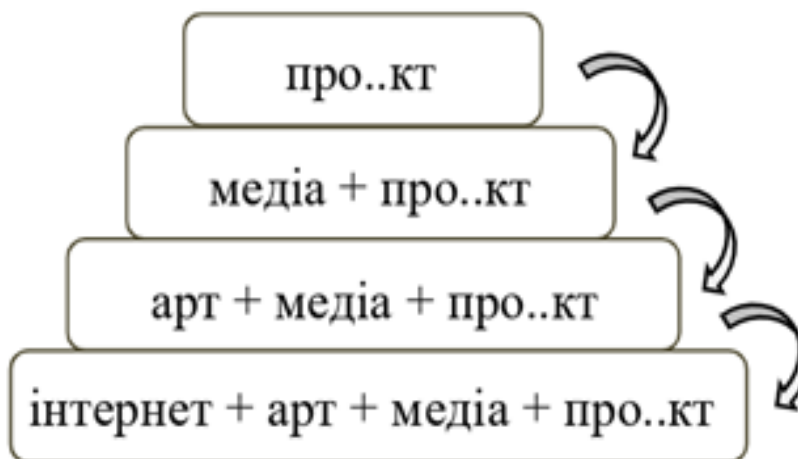 про..кт
медіа + про..кт
арт + медіа + про..кт
інтернет + арт + медіа + про..кт